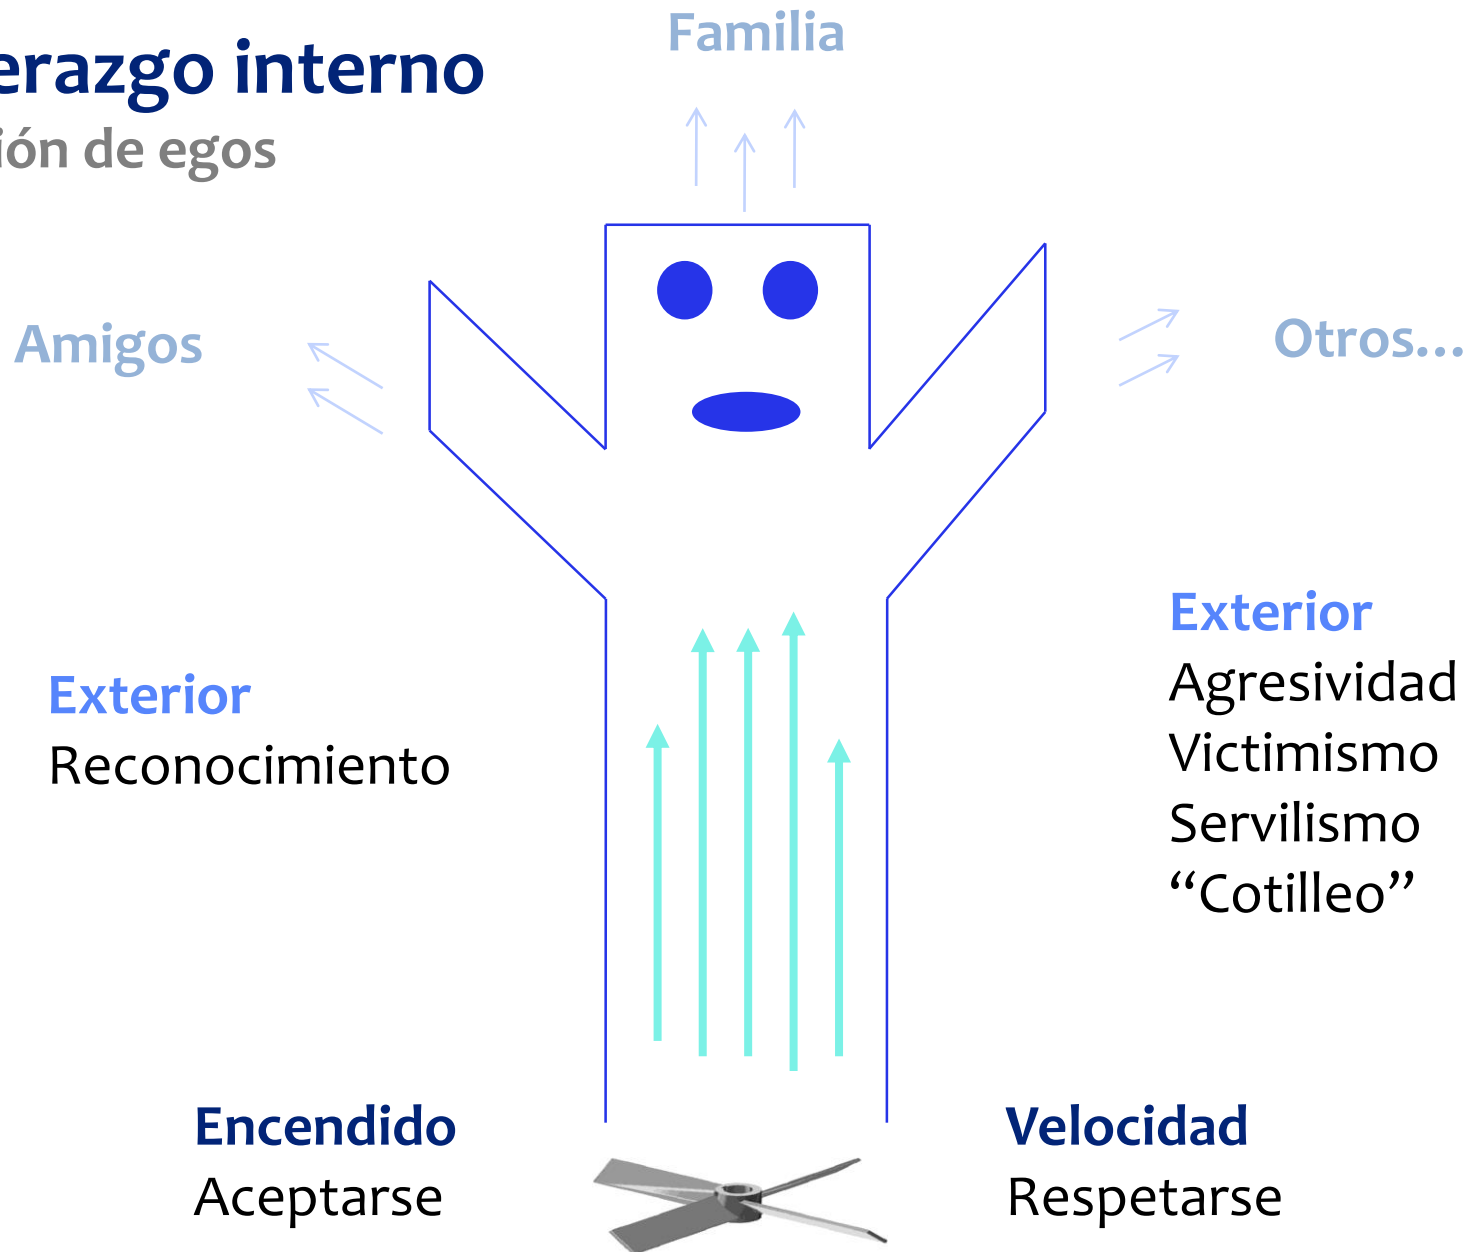 Familia
erazgo interno
ión de egos
Amigos
Otros...
Exterior
Reconocimiento
Exterior
Agresividad
Victimismo
Servilismo
“Cotilleo”
Encendido
Aceptarse
Velocidad
Respetarse